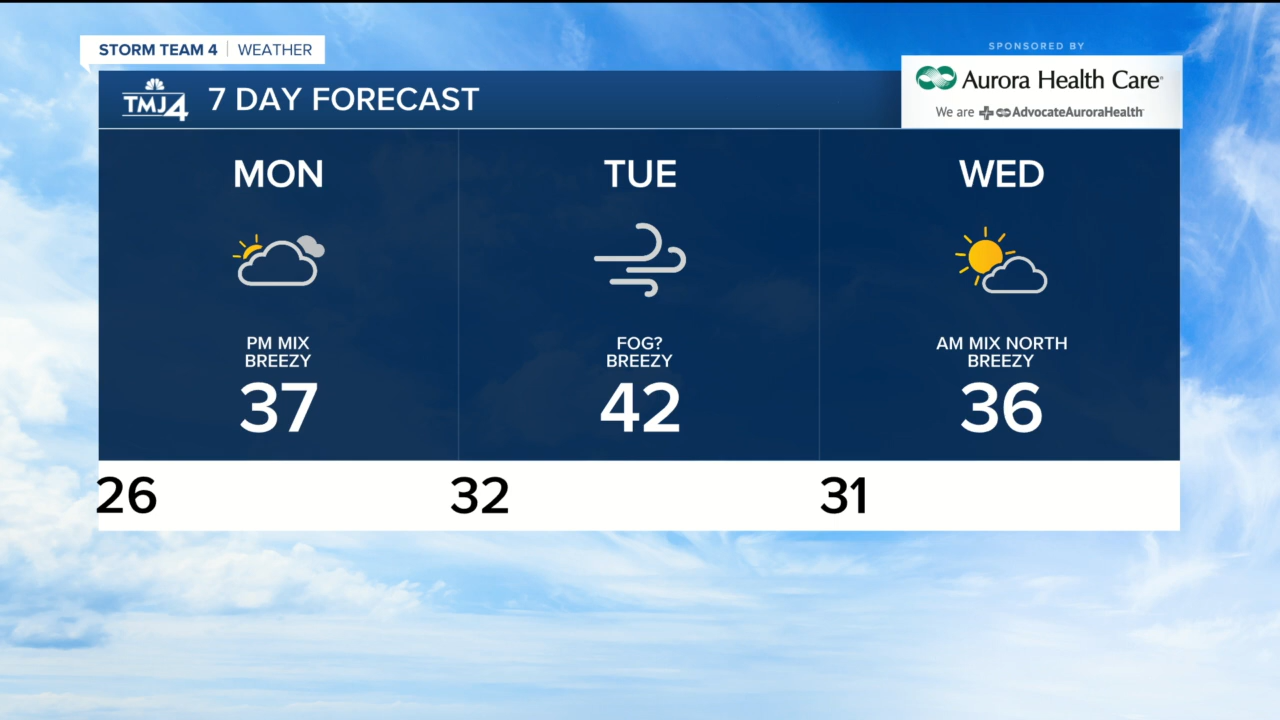 STORM TEAM 4 | WEATHER
SPONSORED BY
Aurora Health Care®
We are AdvocateAuroraHealth
TMJ4
7 DAY FORECAST
MON
TUE
WED
PM MIX
BREEZY
37
FOG?
BREEZY
42
AM MIX NORTH
BREEZY
36
26
32
31